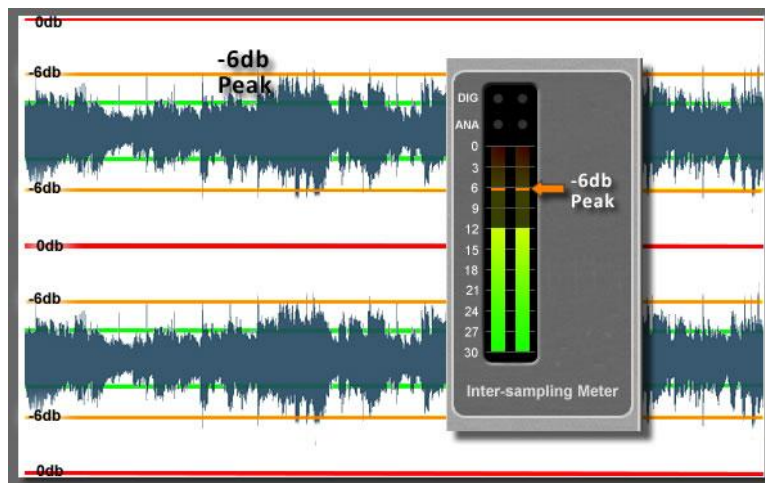 0db
-6db
-6db
Peak
-6db
0db
-6db
-6db
0db
DIG
ANA
0
3
6
9
12
15
18
21
24
27
30
-6db
Peak
Inter-sampling Meter